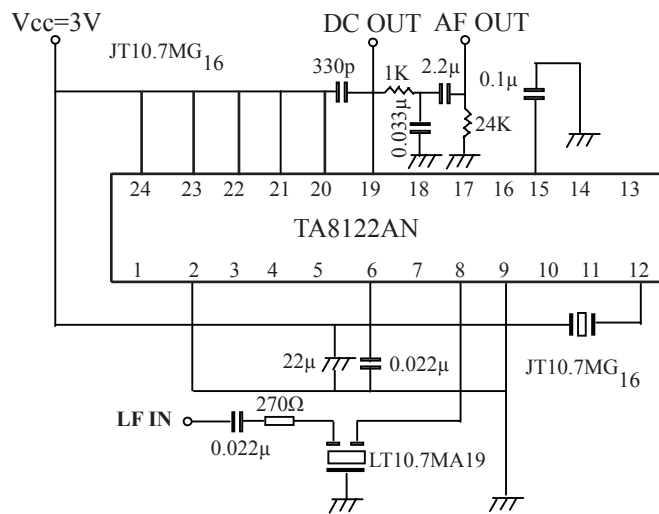 Vcc=3V
DC OUT
AF OUT
JT10.7MG16
330p
1K
2.2μ
0.1μ
0.033μ
24K
24 23 22 21 20 19 18 17 16 15 14 13
TA8122AN
1 2 3 4 5 6 7 8 9 10 11 12
22μ
0.022μ
JT10.7MG16
270Ω
LF IN
0.022μ
LT10.7MA19